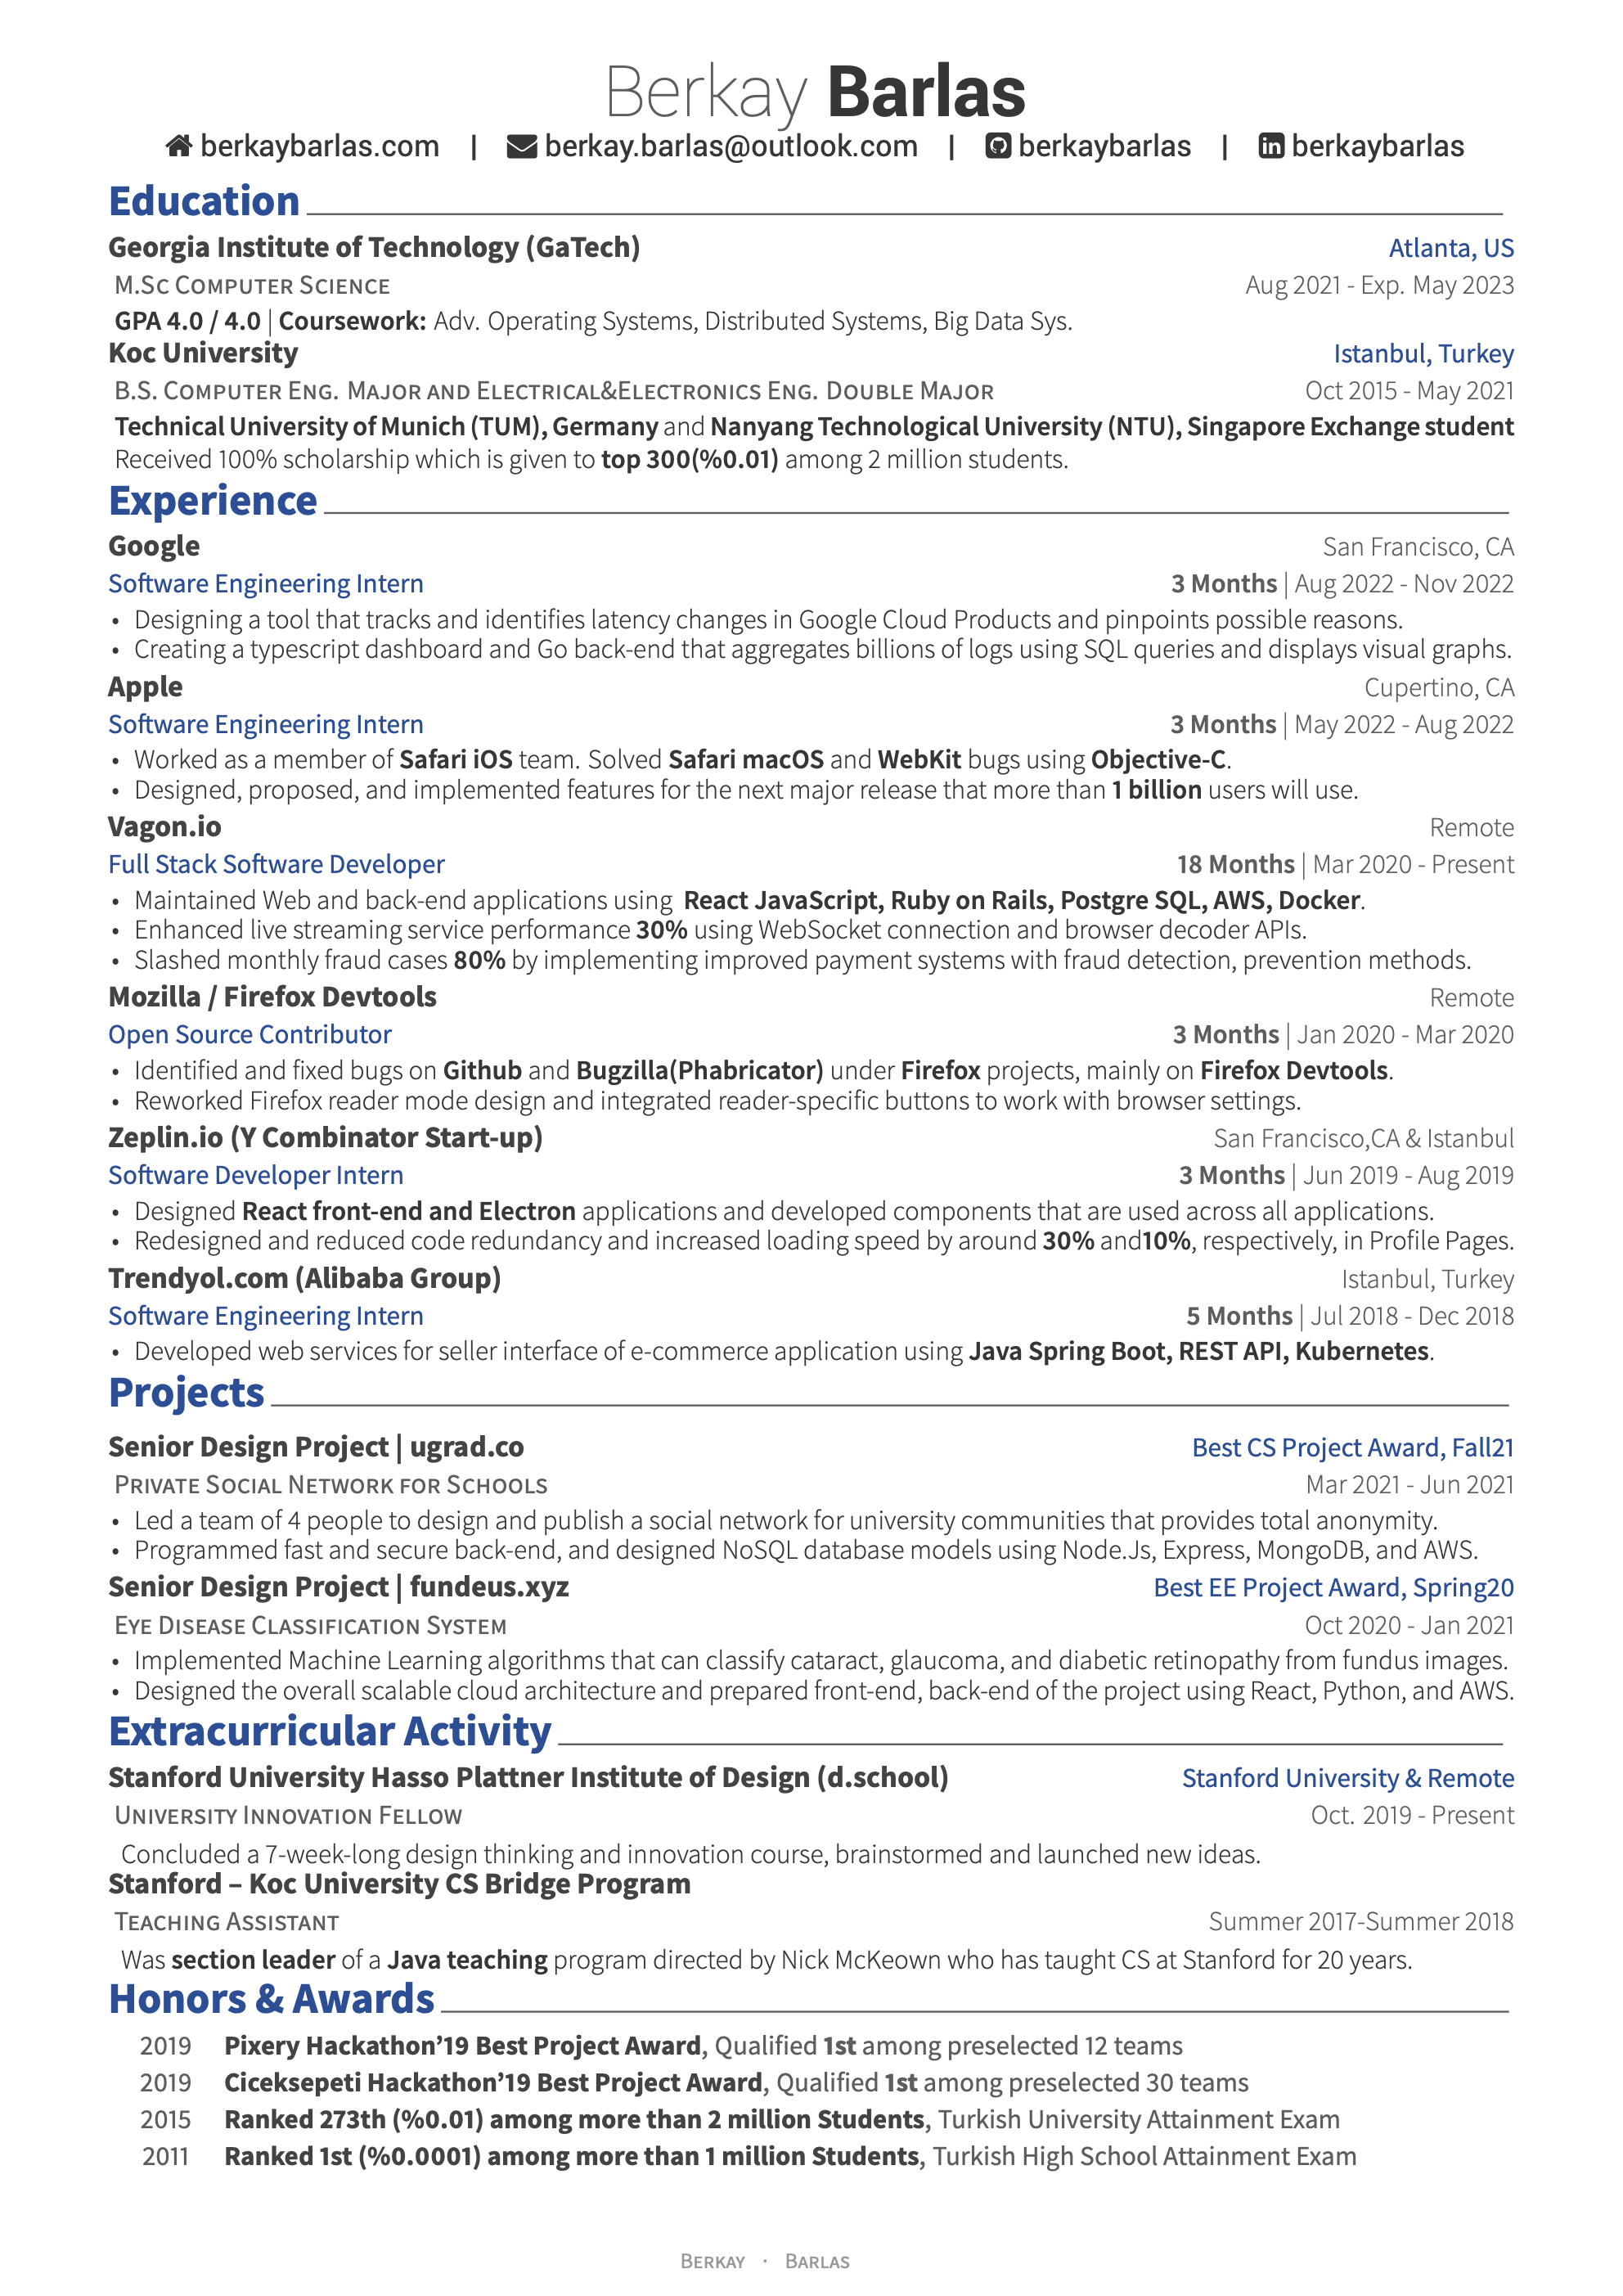 Berkay Barlas
berkaybarlas.com | berkay.barlas@outlook.com | berkaybarlas | berkaybarlas
Education
Georgia Institute of Technology (GaTech) Atlanta, US
M.Sc Computer Science Aug 2021 - Exp. May 2023
GPA 4.0 / 4.0 | Coursework: Adv. Operating Systems, Distributed Systems, Big Data Sys.
Koc University Istanbul, Turkey
B.S. Computer Eng. Major and Electrical&Electronics Eng. Double Major Oct 2015 - May 2021
Technical University of Munich (TUM), Germany and Nanyang Technological University (NTU), Singapore Exchange student
Received 100% scholarship which is given to top 300(%0.01) among 2 million students.
Experience
Google San Francisco, CA
Software Engineering Intern 3 Months | Aug 2022 - Nov 2022
• Designing a tool that tracks and identifies latency changes in Google Cloud Products and pinpoints possible reasons.
• Creating a typescript dashboard and Go back-end that aggregates billions of logs using SQL queries and displays visual graphs.
Apple Cupertino, CA
Software Engineering Intern 3 Months | May 2022 - Aug 2022
• Worked as a member of Safari iOS team. Solved Safari macOS and WebKit bugs using Objective-C.
• Designed, proposed, and implemented features for the next major release that more than 1 billion users will use.
Vagon.io Remote
Full Stack Software Developer 18 Months | Mar 2020 - Present
• Maintained Web and back-end applications using React JavaScript, Ruby on Rails, Postgre SQL, AWS, Docker.
• Enhanced live streaming service performance 30% using WebSocket connection and browser decoder APIs.
• Slashed monthly fraud cases 80% by implementing improved payment systems with fraud detection, prevention methods.
Mozilla / Firefox Devtools Remote
Open Source Contributor 3 Months | Jan 2020 - Mar 2020
• Identified and fixed bugs on Github and Bugzilla(Phabricator) under Firefox projects, mainly on Firefox Devtools.
• Reworked Firefox reader mode design and integrated reader-specific buttons to work with browser settings.
Zeplin.io (Y Combinator Start-up) San Francisco,CA & Istanbul
Software Developer Intern 3 Months | Jun 2019 - Aug 2019
• Designed React front-end and Electron applications and developed components that are used across all applications.
• Redesigned and reduced code redundancy and increased loading speed by around 30% and10%, respectively, in Profile Pages.
Trendyol.com (Alibaba Group) Istanbul, Turkey
Software Engineering Intern 5 Months | Jul 2018 - Dec 2018
• Developed web services for seller interface of e-commerce application using Java Spring Boot, REST API, Kubernetes.
Projects
Senior Design Project | ugrad.co Best CS Project Award, Fall21
Private Social Network for Schools Mar 2021 - Jun 2021
• Led a team of 4 people to design and publish a social network for university communities that provides total anonymity.
• Programmed fast and secure back-end, and designed NoSQL database models using Node.Js, Express, MongoDB, and AWS.
Senior Design Project | fundeus.xyz Best EE Project Award, Spring20
Eye Disease Classification System Oct 2020 - Jan 2021
• Implemented Machine Learning algorithms that can classify cataract, glaucoma, and diabetic retinopathy from fundus images.
• Designed the overall scalable cloud architecture and prepared front-end, back-end of the project using React, Python, and AWS.
Extracurricular Activity
Stanford University Hasso Plattner Institute of Design (d.school) Stanford University & Remote
University Innovation Fellow Oct. 2019 - Present
Concluded a 7-week-long design thinking and innovation course, brainstormed and launched new ideas.
Stanford – Koc University CS Bridge Program
Teaching Assistant Summer 2017-Summer 2018
Was section leader of a Java teaching program directed by Nick McKeown who has taught CS at Stanford for 20 years.
Honors & Awards
2019 Pixery Hackathon’19 Best Project Award, Qualified 1st among preselected 12 teams
2019 Ciceksepeti Hackathon’19 Best Project Award, Qualified 1st among preselected 30 teams
2015 Ranked 273th (%0.01) among more than 2 million Students, Turkish University Attainment Exam
2011 Ranked 1st (%0.0001) among more than 1 million Students, Turkish High School Attainment Exam
Berkay · Barlas